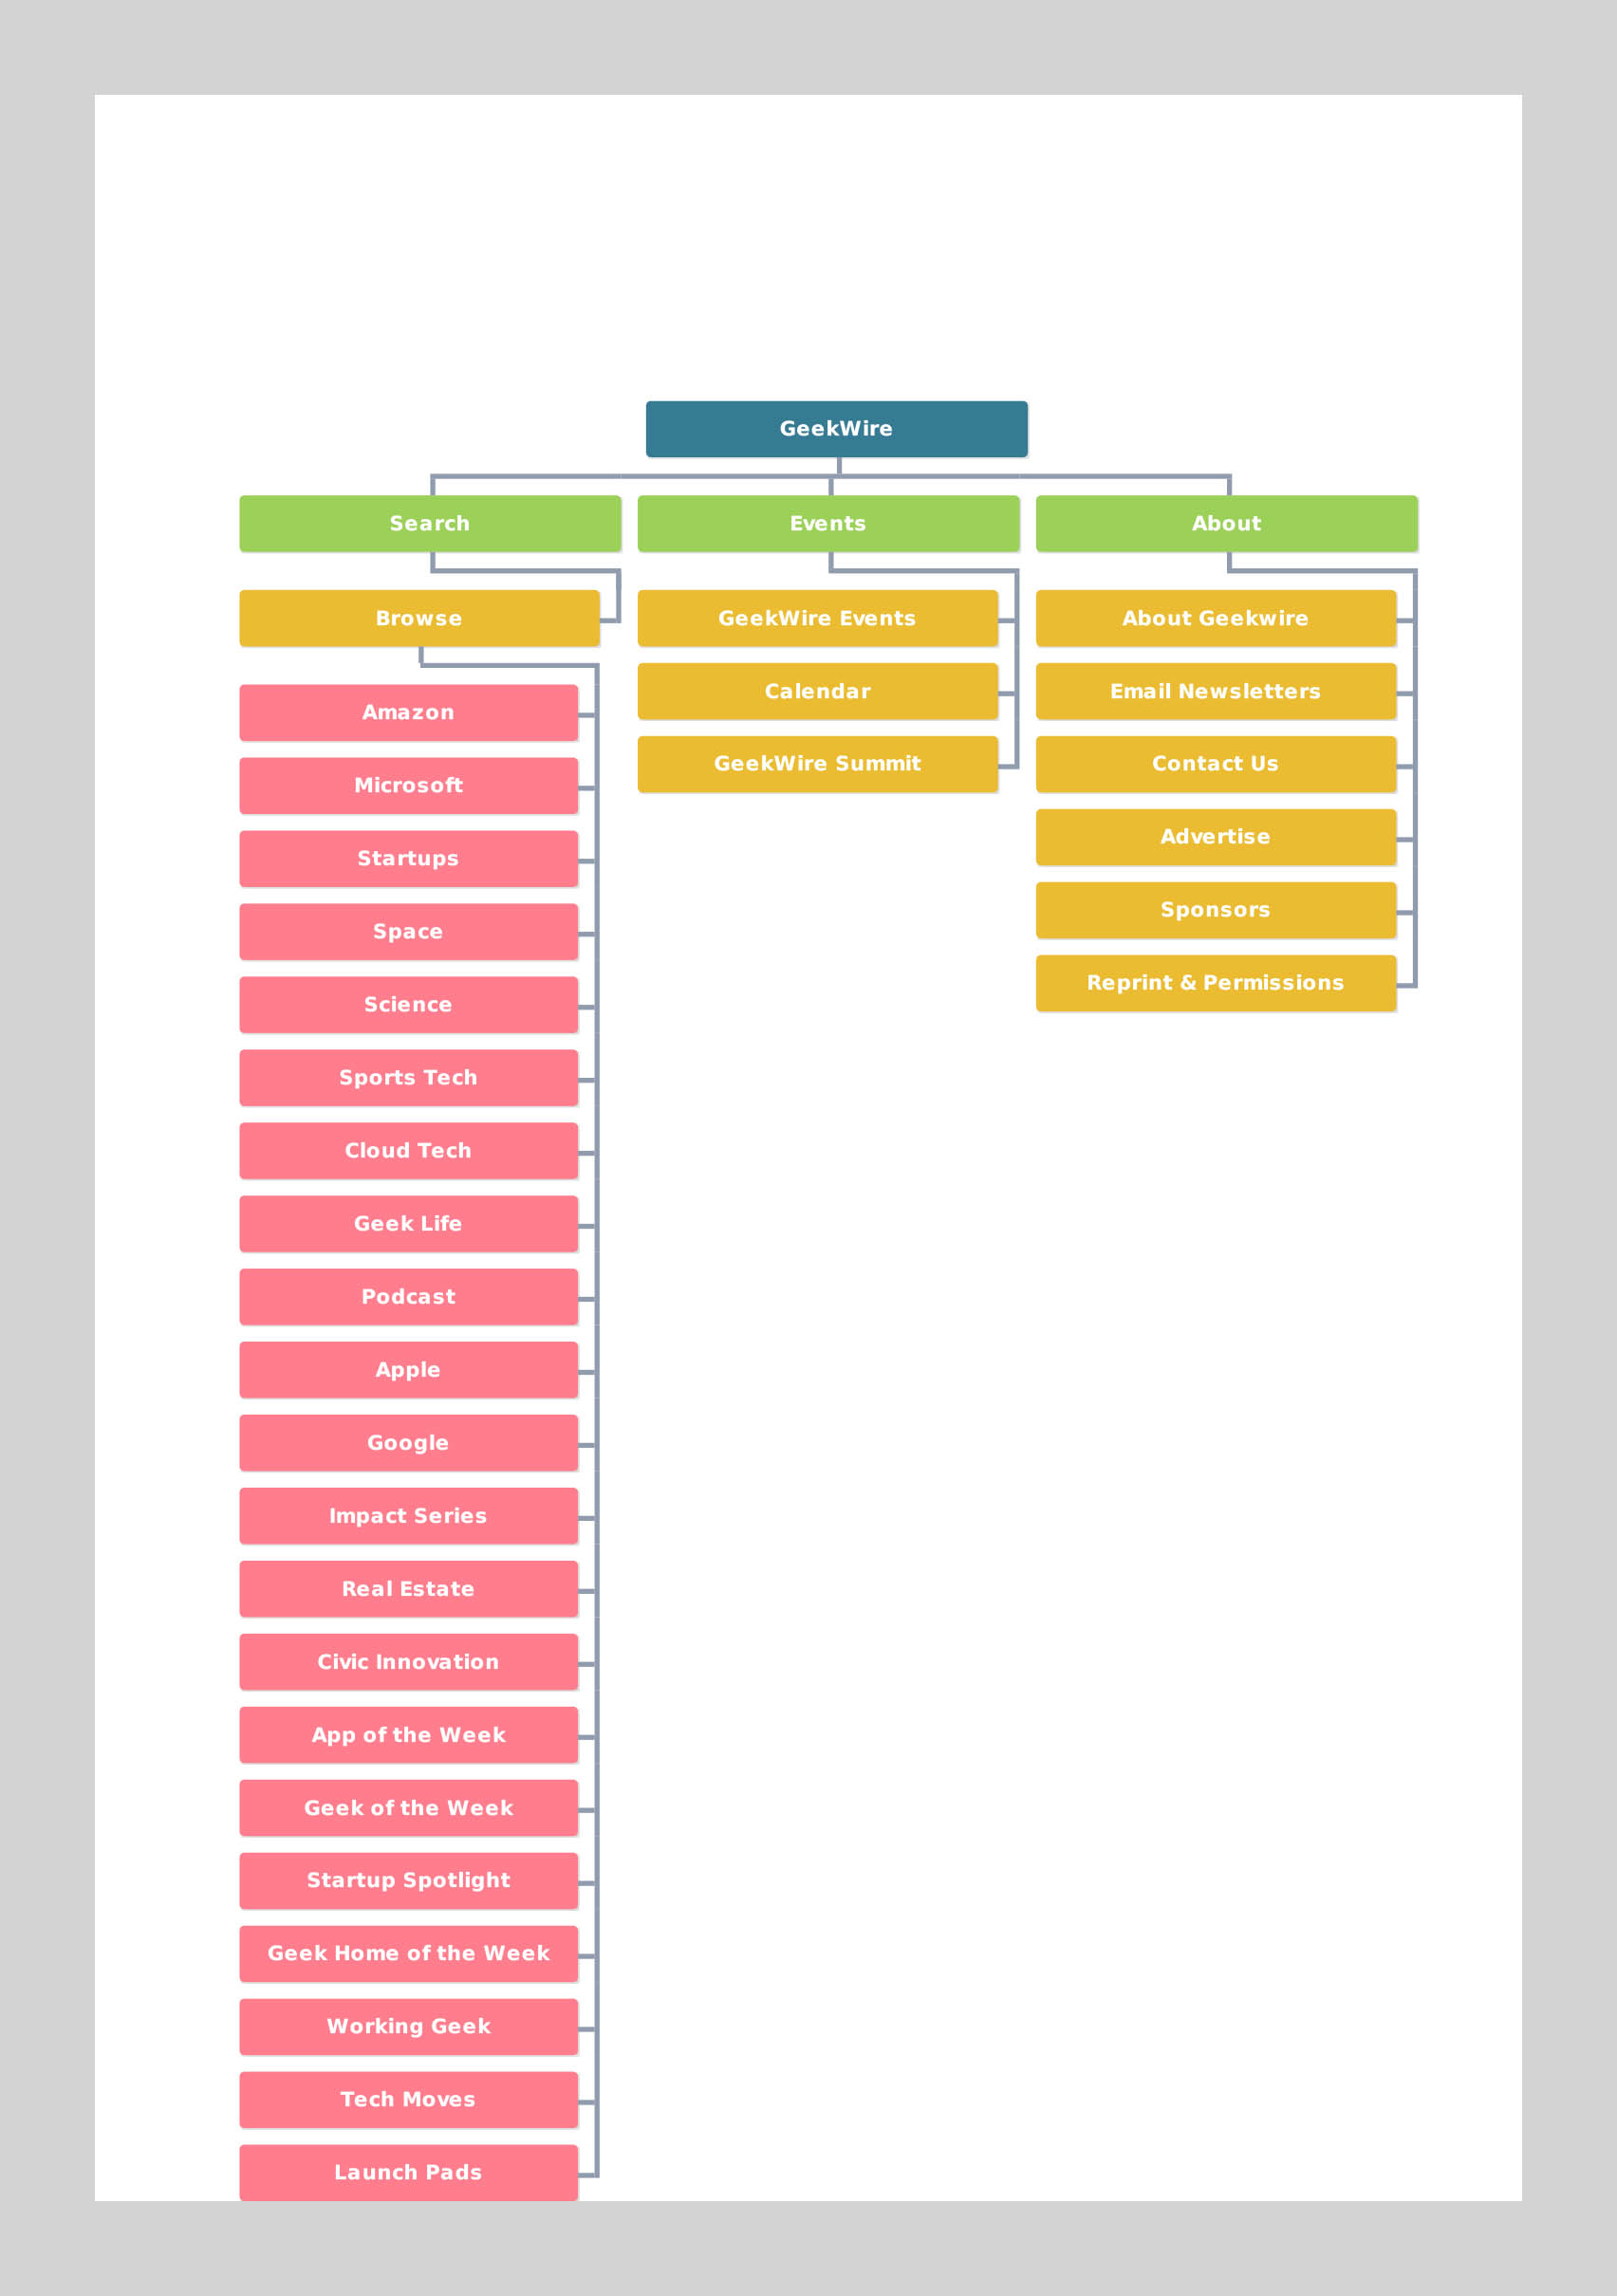 GeekWire
Search
Events
About
Browse
Amazon
Microsoft
Startups
Space
Science
Sports Tech
Cloud Tech
Geek Life
Podcast
Apple
Google
Impact Series
Real Estate
Civic Innovation
App of the Week
Geek of the Week
Startup Spotlight
Geek Home of the Week
Working Geek
Tech Moves
Launch Pads
GeekWire Events
Calendar
GeekWire Summit
About Geekwire
Email Newsletters
Contact Us
Advertise
Sponsors
Reprint & Permissions